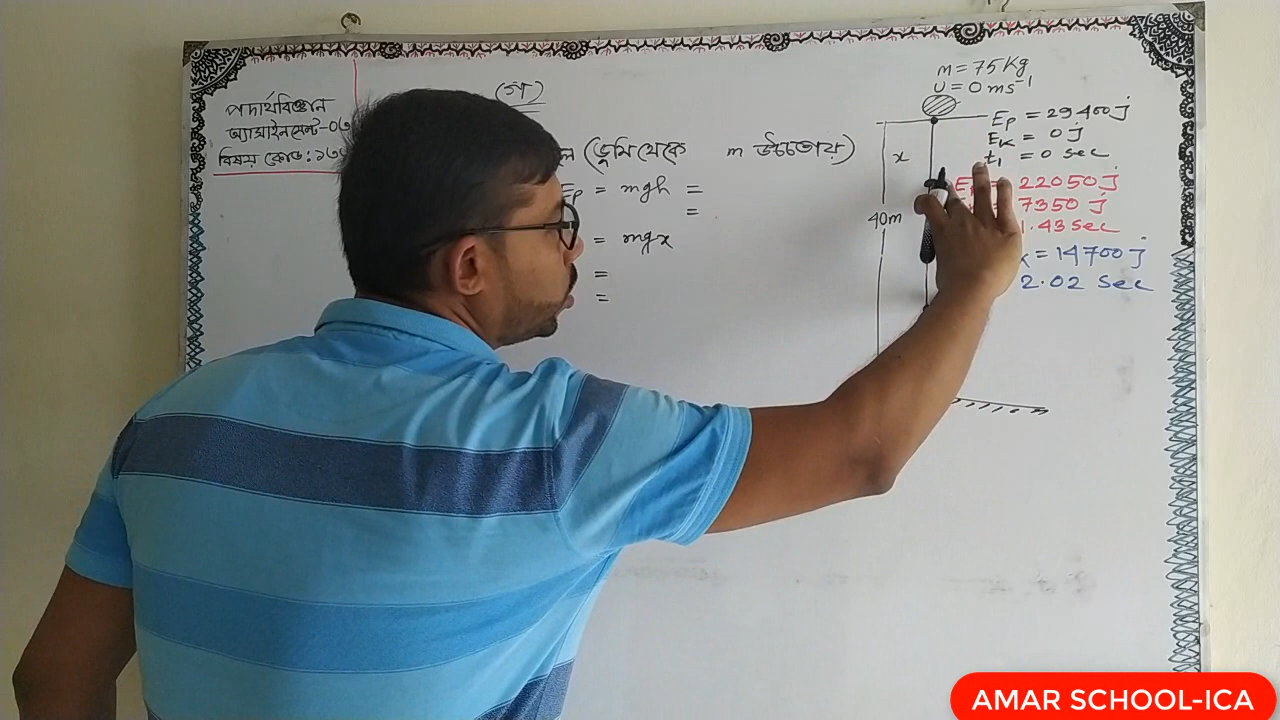 পদার্থবিজ্ঞান
অ্যাসাইনমেন্ট-০৬
বিষয় কোড:১৩
(গ)
(ভূমি থেকে m উচ্চতায়)
Ep = mgh =
=
= mgx
=
=
m = 75 Kg
U = 0 ms⁻¹
Ep = 29400 j
Ek = 0 j
t₁ = 0 sec
x
40m
22050 j
7350 j
1.43 sec
= 14700 j
2.02 sec
AMAR SCHOOL-ICA